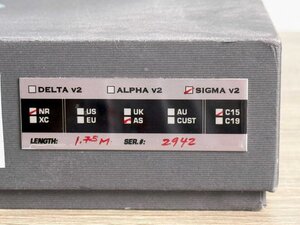 DELTA v2 ALPHA v2 SIGMA v2
NR US UK AU C15
XC EU AS CUST C19
LENGTH: 1.75 M SER.#: 2942